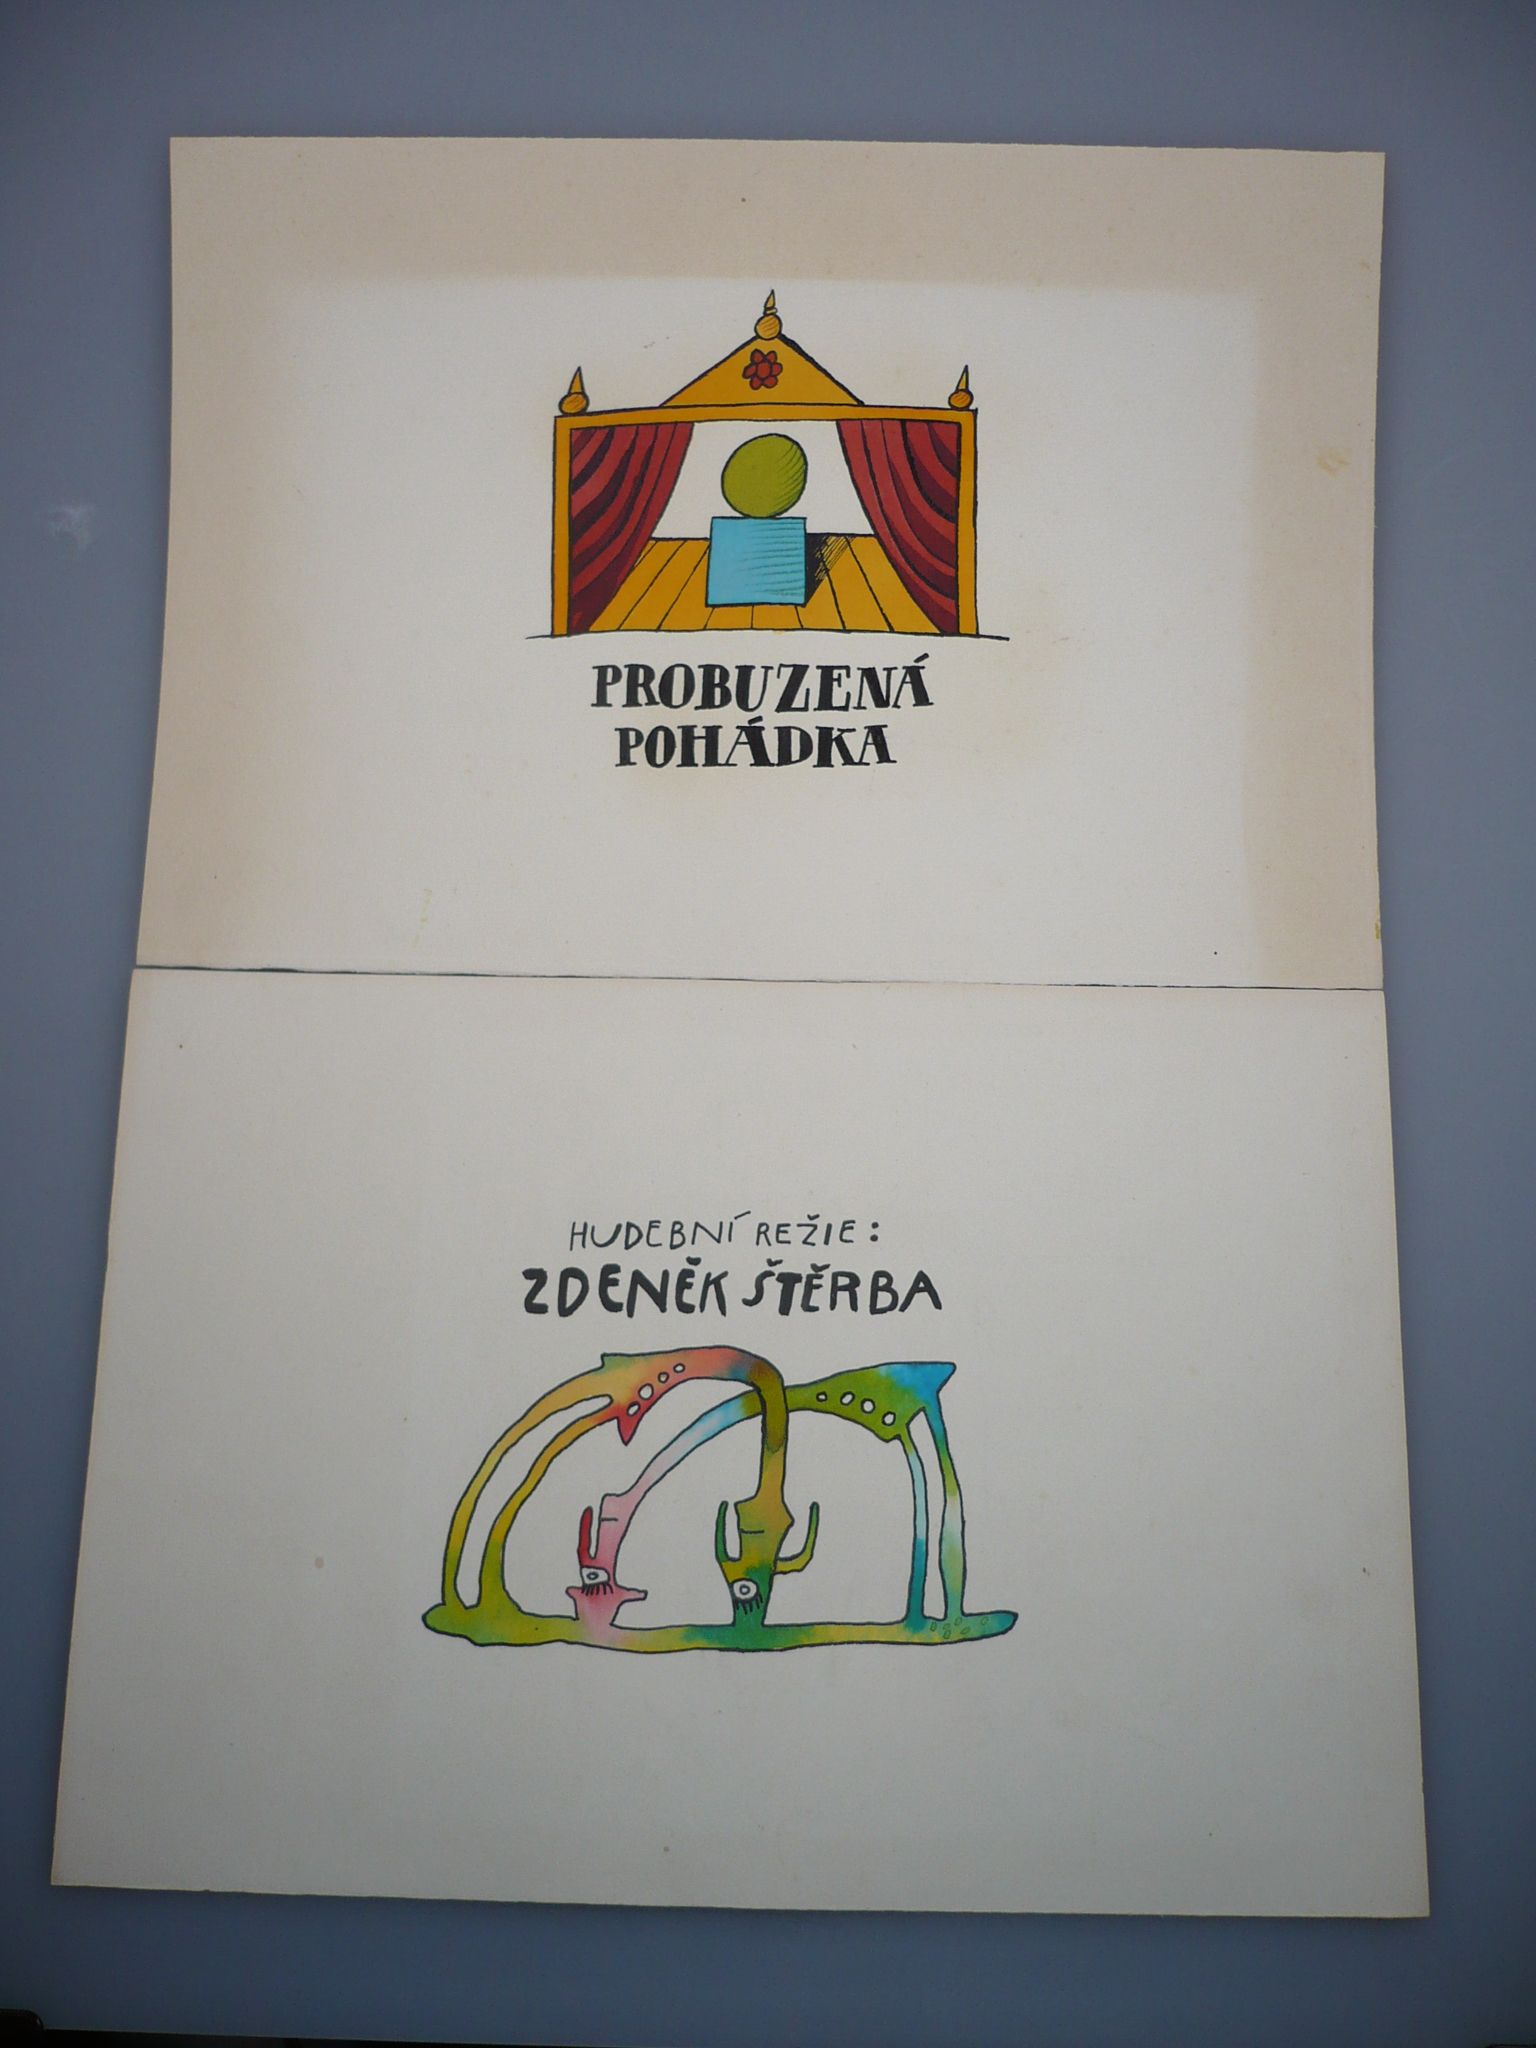 PROBUZENÁ
POHÁDKA
HUDEBNÍ REŽIE:
ZDENĚK ŠTĚRBA